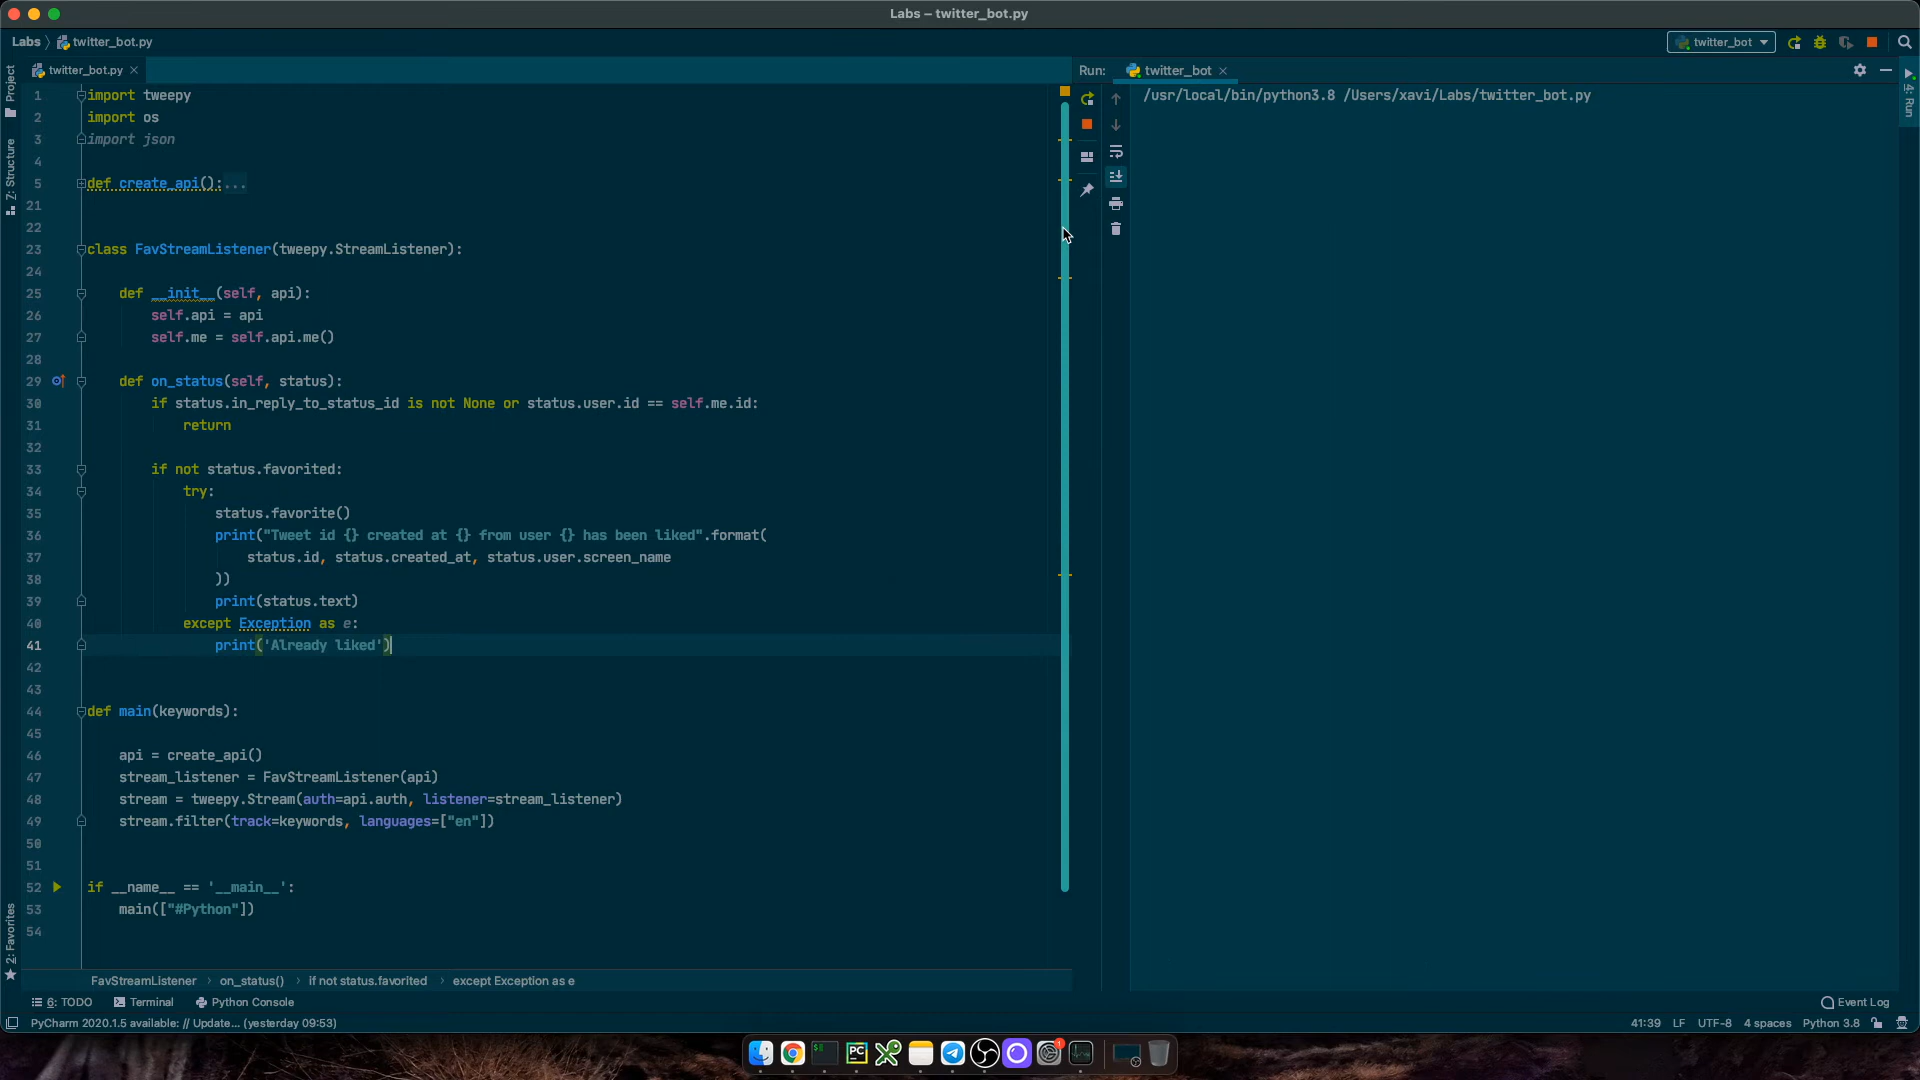 Labs – twitter_bot.py
Labs
twitter_bot.py
twitter_bot
twitter_bot.py
Run:
twitter_bot
Project
Z: Structure
2: Favorites
4: Run
1 import tweepy
2 import os
3 import json
4
5 def create_api():...
21
22
23 class FavStreamListener(tweepy.StreamListener):
24
25 def __init__(self, api):
26 self.api = api
27 self.me = self.api.me()
28
29 def on_status(self, status):
30 if status.in_reply_to_status_id is not None or status.user.id == self.me.id:
31 return
32
33 if not status.favorited:
34 try:
35 status.favorite()
36 print("Tweet id {} created at {} from user {} has been liked".format(
37 status.id, status.created_at, status.user.screen_name
38 ))
39 print(status.text)
40 except Exception as e:
41 print('Already liked')
42
43
44 def main(keywords):
45
46 api = create_api()
47 stream_listener = FavStreamListener(api)
48 stream = tweepy.Stream(auth=api.auth, listener=stream_listener)
49 stream.filter(track=keywords, languages=["en"])
50
51
52 if __name__ == '__main__':
53 main(["#Python"])
54
/usr/local/bin/python3.8 /Users/xavi/Labs/twitter_bot.py
FavStreamListener › on_status() › if not status.favorited › except Exception as e
6: TODO
Terminal
Python Console
Event Log
PyCharm 2020.1.5 available: // Update... (yesterday 09:53)
41:39 LF UTF-8 4 spaces Python 3.8
PC
1